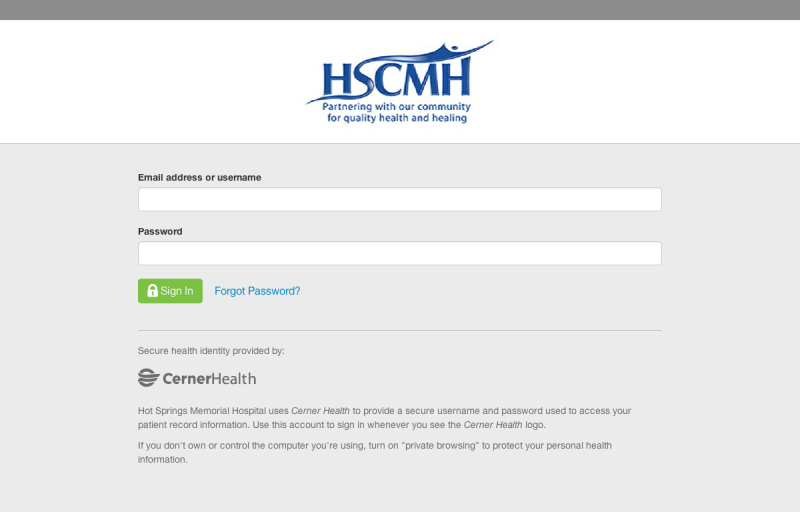 HSCMH
Partnering with our community
for quality health and healing
Email address or username
Password
Sign In
Forgot Password?
Secure health identity provided by:
CernerHealth
Hot Springs Memorial Hospital uses Cerner Health to provide a secure username and password used to access your
patient record information. Use this account to sign in whenever you see the Cerner Health logo.
If you don't own or control the computer you're using, turn on "private browsing" to protect your personal health
information.